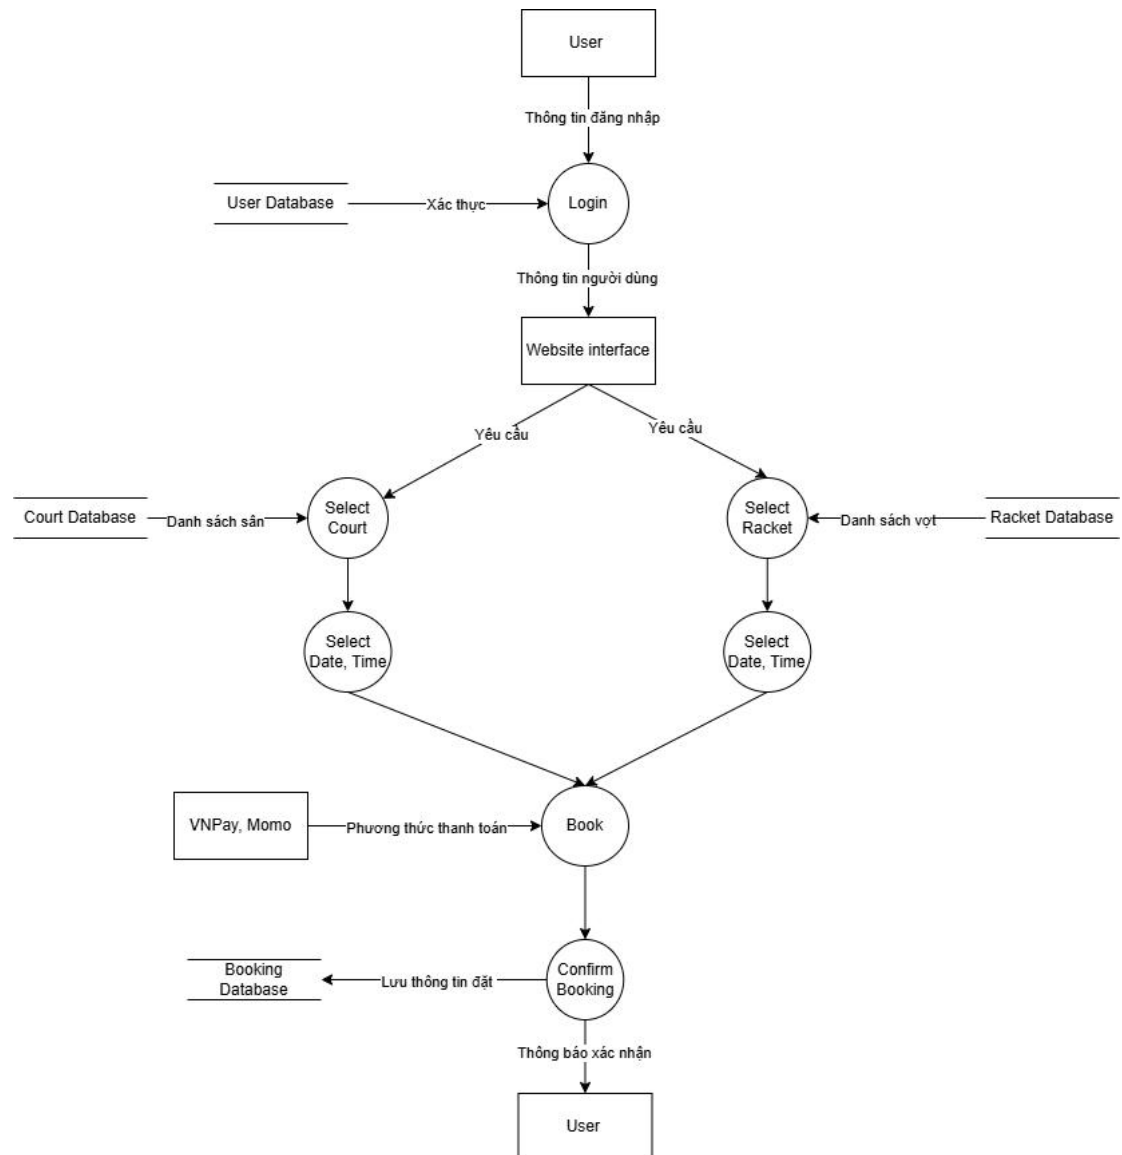 User
Thông tin đăng nhập
User Database
Xác thực
Login
Thông tin người dùng
Website interface
Yêu cầu
Yêu cầu
Court Database
Danh sách sân
Select
Court
Select
Racket
Danh sách vợt
Racket Database
Select
Date, Time
Select
Date, Time
VNPay, Momo
Phương thức thanh toán
Book
Booking
Database
Lưu thông tin đặt
Confirm
Booking
Thông báo xác nhận
User